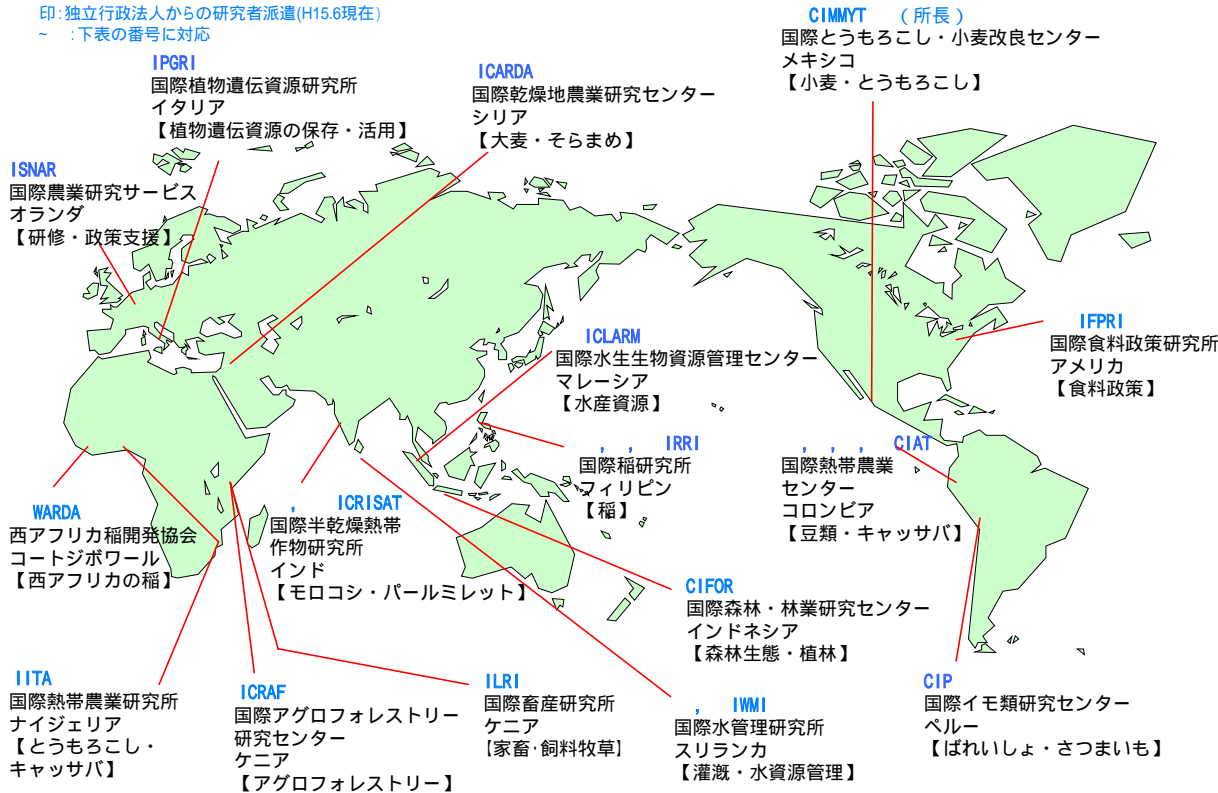 印:独立行政法人からの研究者派遣(H15.6現在)
~ :下表の番号に対応
IPGRI
国際植物遺伝資源研究所
イタリア
【植物遺伝資源の保存・活用】
ICARDA
国際乾燥地農業研究センター
シリア
【大麦・そらまめ】
CIMMYT (所長)
国際とうもろこし・小麦改良センター
メキシコ
【小麦・とうもろこし】
ISNAR
国際農業研究サービス
オランダ
【研修・政策支援】
ICLARM
国際水生生物資源管理センター
マレーシア
【水産資源】
IFPRI
国際食料政策研究所
アメリカ
【食料政策】
, , IRRI
国際稲研究所
フィリピン
【稲】
, , , CIAT
国際熱帯農業
センター
コロンビア
【豆類・キャッサバ】
WARDA
西アフリカ稲開発協会
コートジボワール
【西アフリカの稲】
, ICRISAT
国際半乾燥熱帯
作物研究所
インド
【モロコシ・パールミレット】
CIFOR
国際森林・林業研究センター
インドネシア
【森林生態・植林】
IITA
国際熱帯農業研究所
ナイジェリア
【とうもろこし・
キャッサバ】
ICRAF
国際アグロフォレストリー
研究センター
ケニア
【アグロフォレストリー】
ILRI
国際畜産研究所
ケニア
【家畜・飼料牧草】
, IWMI
国際水管理研究所
スリランカ
【灌漑・水資源管理】
CIP
国際イモ類研究センター
ペルー
【ばれいしょ・さつまいも】